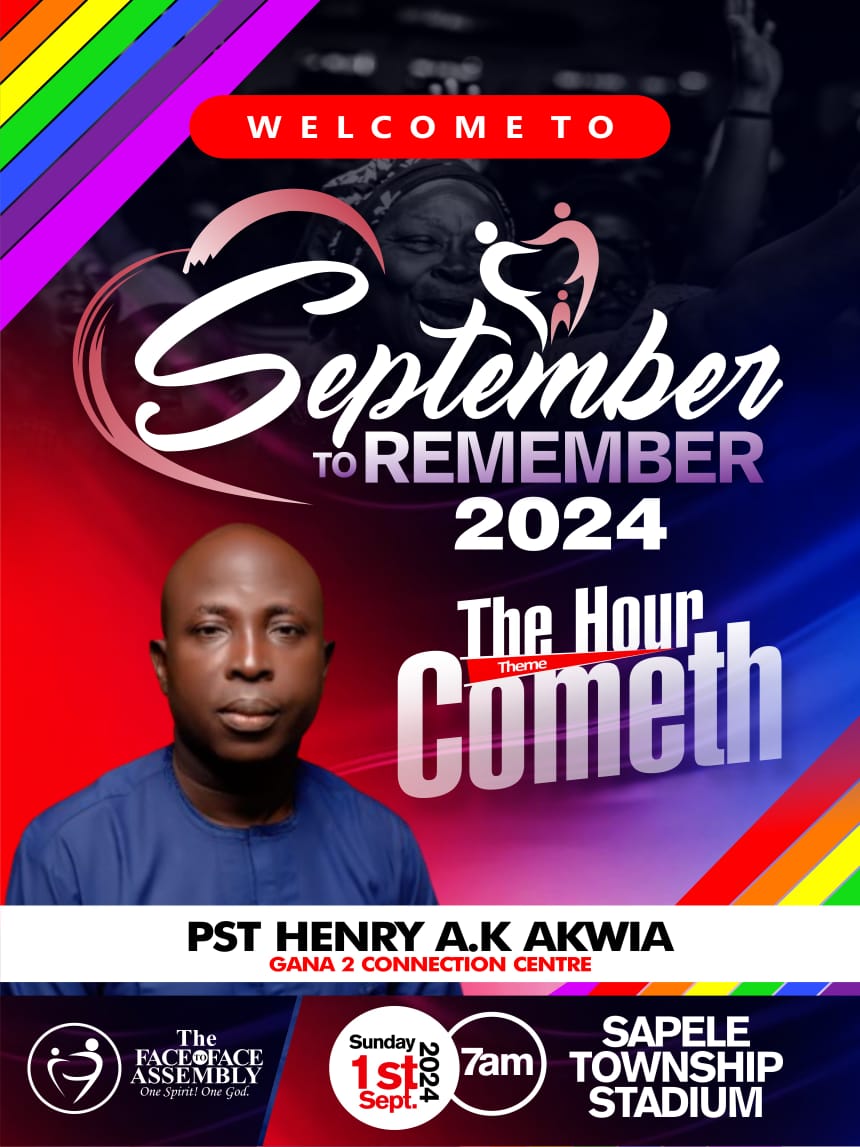 WELCOME TO
September
TO REMEMBER
2024
The Hour
Theme
Cometh
PST HENRY A.K AKWIA
GANA 2 CONNECTION CENTRE
The
FACE TO FACE
ASSEMBLY
One Spirit! One God.
Sunday
1st
Sept.
2024
7am
SAPELE
TOWNSHIP
STADIUM